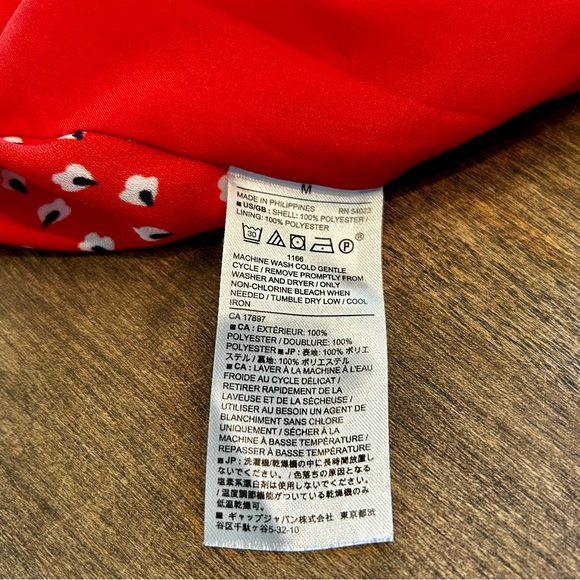 M
MADE IN PHILIPPINES RN 54023
■ US/GB : SHELL: 100% POLYESTER /
LINING: 100% POLYESTER
30 P ®
1166
MACHINE WASH COLD GENTLE
CYCLE / REMOVE PROMPTLY FROM
WASHER AND DRYER / ONLY
NON-CHLORINE BLEACH WHEN
NEEDED / TUMBLE DRY LOW / COOL
IRON
CA 17897
■ CA : EXTÉRIEUR: 100%
POLYESTER / DOUBLURE: 100%
POLYESTER ■ JP : 表地: 100% ポリエ
ステル / 裏地: 100% ポリエステル
■ CA : LAVER À LA MACHINE À L'EAU
FROIDE AU CYCLE DÉLICAT /
RETIRER RAPIDEMENT DE LA
LAVEUSE ET DE LA SÉCHEUSE /
UTILISER AU BESOIN UN AGENT DE
BLANCHIMENT SANS CHLORE
UNIQUEMENT / SÉCHER À LA
MACHINE À BASSE TEMPÉRATURE /
REPASSER À BASSE TEMPÉRATURE
■ JP : 洗濯機/乾燥機の中に長時間放置し
ないでください。/ 色落ちの原因となる
塩素系漂白剤は使用しないでください。
/ 温度調節機能がついている乾燥機のみ
低温乾燥可。
■ ギャップジャパン株式会社 東京都渋
谷区千駄ヶ谷5-32-10